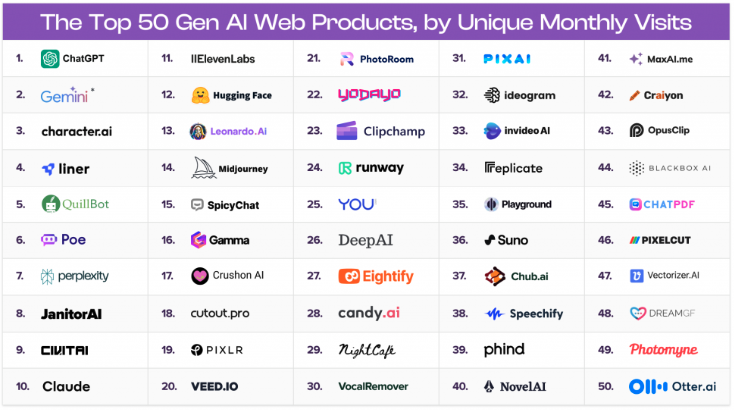 The Top 50 Gen AI Web Products, by Unique Monthly Visits
1. ChatGPT
2. Gemini
3. character.ai
4. liner
5. QuillBot
6. Poe
7. perplexity
8. JanitorAI
9. CIVITAI
10. Claude
11. IIElevenLabs
12. Hugging Face
13. Leonardo.Ai
14. Midjourney
15. SpicyChat
16. Gamma
17. Crushon AI
18. cutout.pro
19. PIXLR
20. VEED.IO
21. PhotoRoom
22. YODAYO
23. Clipchamp
24. runway
25. YOU
26. DeepAI
27. Eightify
28. candy.ai
29. NightCafé
30. VocalRemover
31. PIXAI
32. ideogram
33. invideo AI
34. Replicate
35. Playground
36. Suno
37. Chub.ai
38. Speechify
39. phind
40. NovelAI
41. MaxAI.me
42. Craiyon
43. OpusClip
44. BLACKBOX AI
45. CHATPDF
46. PIXELCUT
47. Vectorizer.AI
48. DREAMGF
49. Photomyne
50. Otter.ai